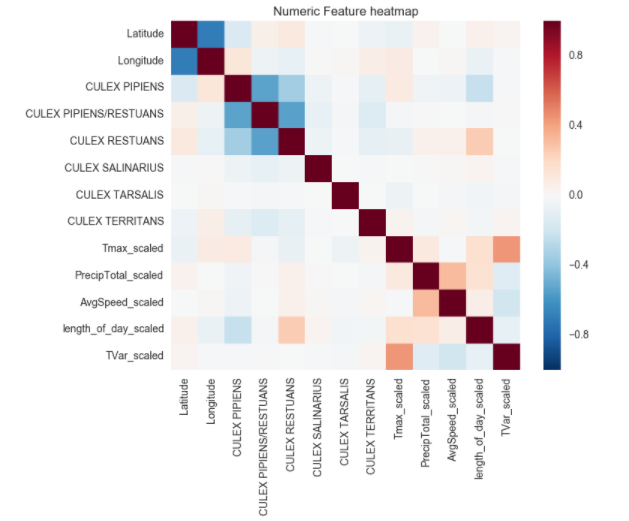 Numeric Feature heatmap
Latitude
Longitude
CULEX PIPIENS
CULEX PIPIENS/RESTUANS
CULEX RESTUANS
CULEX SALINARIUS
CULEX TARSALIS
CULEX TERRITANS
Tmax_scaled
PrecipTotal_scaled
AvgSpeed_scaled
length_of_day_scaled
TVar_scaled
0.8
0.4
0.0
−0.4
−0.8
Latitude
Longitude
CULEX PIPIENS
CULEX PIPIENS/RESTUANS
CULEX RESTUANS
CULEX SALINARIUS
CULEX TARSALIS
CULEX TERRITANS
Tmax_scaled
PrecipTotal_scaled
AvgSpeed_scaled
length_of_day_scaled
TVar_scaled